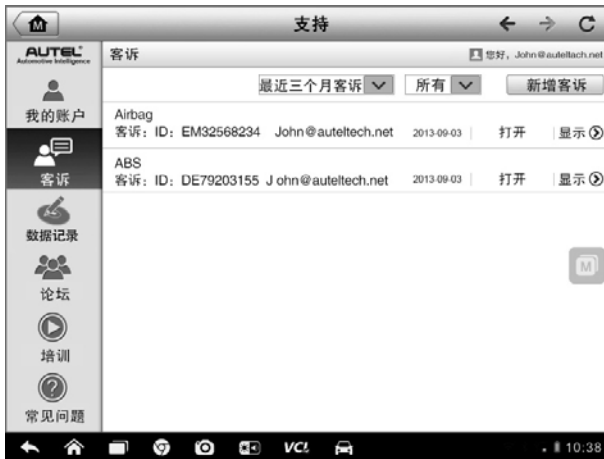 M
支持
AUTEL
Automotive Intelligence
客诉
您好，John@auteltach.net
最近三个月客诉
所有
新增客诉
我的账户
客诉
数据记录
论坛
培训
常见问题
Airbag
客诉：ID：EM32568234 John@auteltech.net 2013-09-03 打开 显示
ABS
客诉：ID：DE79203155 J ohn@auteltech.net 2013-09-03 打开 显示
M
VCI
10:38